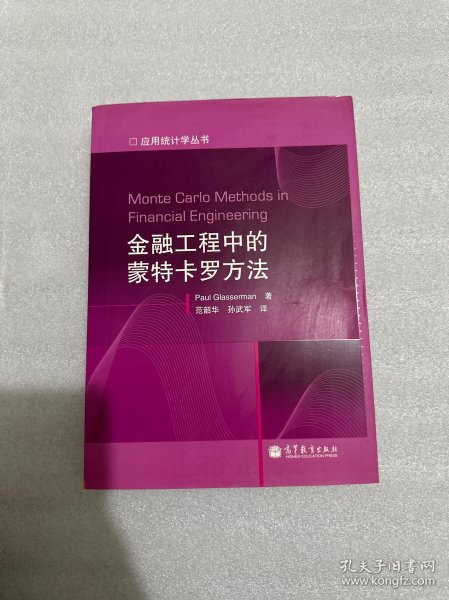 □ 应用统计学丛书
Monte Carlo Methods in
Financial Engineering
金融工程中的
蒙特卡罗方法
Paul Glasserman 著
范韶华 孙武军 译
高等教育出版社
HIGHER EDUCATION PRESS
孔夫子旧书网
www.kongfz.com